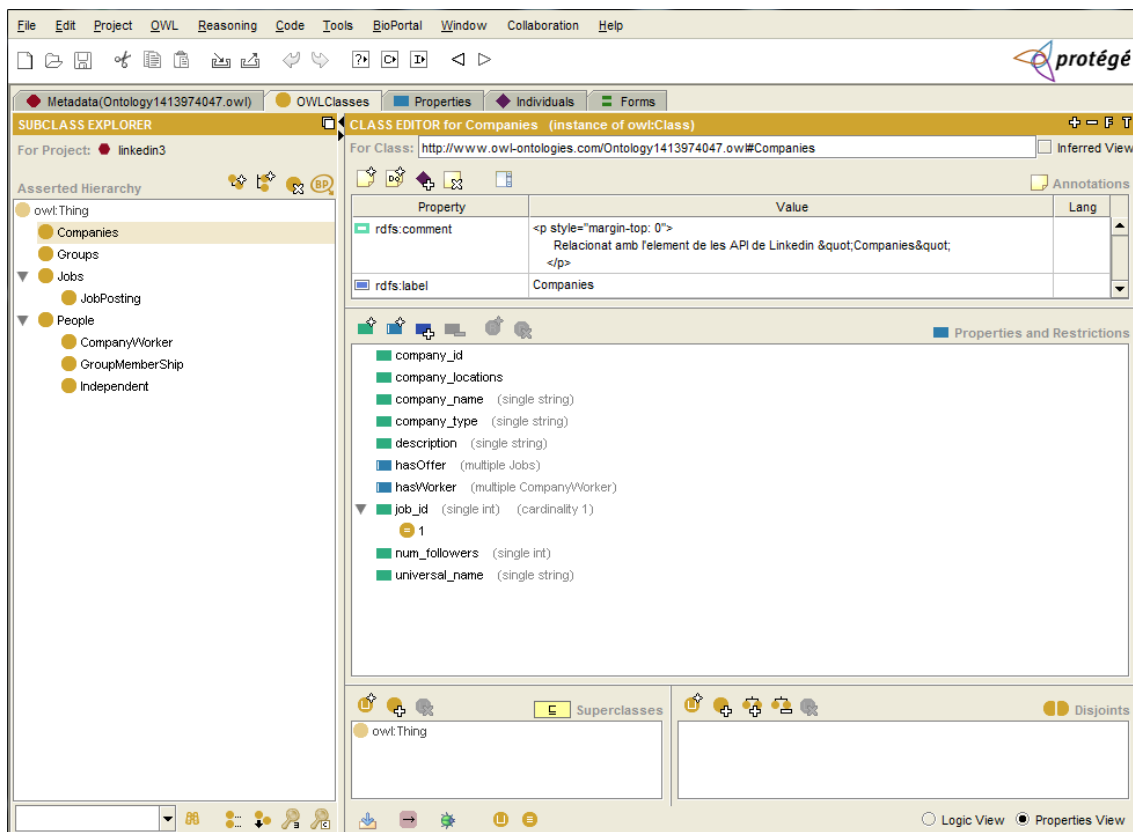 File Edit Project OWL Reasoning Code Tools BioPortal Window Collaboration Help
protégé
Metadata(Ontology1413974047.owl) OWLClasses Properties Individuals Forms
SUBCLASS EXPLORER
For Project: linkedin3
Asserted Hierarchy
BP
owl:Thing
Companies
Groups
Jobs
JobPosting
People
CompanyWorker
GroupMemberShip
Independent
CLASS EDITOR for Companies (instance of owl:Class)
F T
For Class: http://www.owl-ontologies.com/Ontology1413974047.owl#Companies
Inferred View
Annotations
Property Value Lang
rdfs:comment
<p style="margin-top: 0">
Relacionat amb l'element de les API de Linkedin &quot;Companies&quot;
</p>
rdfs:label Companies
Properties and Restrictions
company_id
company_locations
company_name (single string)
company_type (single string)
description (single string)
hasOffer (multiple Jobs)
hasWorker (multiple CompanyWorker)
job_id (single int) (cardinality 1)
= 1
num_followers (single int)
universal_name (single string)
⊑ Superclasses
owl:Thing
Disjoints
Logic View Properties View